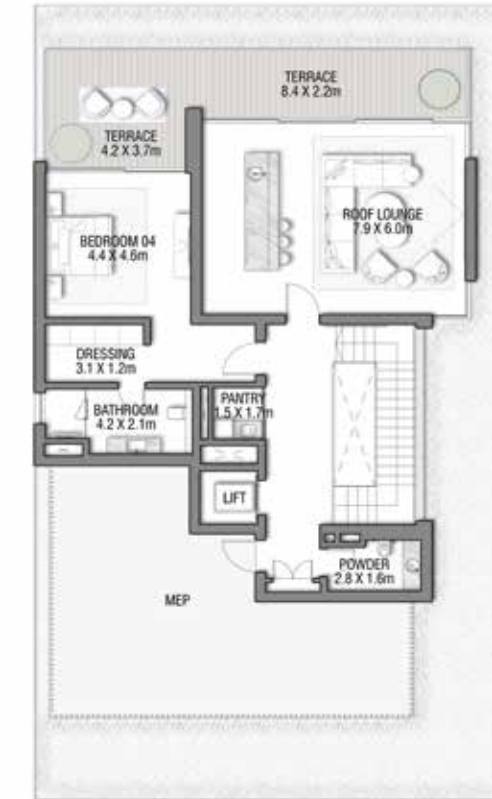 TERRACE
8.4 X 2.2m
TERRACE
4.2 X 3.7m
ROOF LOUNGE
7.9 X 6.0m
BEDROOM 04
4.4 X 4.6m
DRESSING
3.1 X 1.2m
BATHROOM
4.2 X 2.1m
PANTRY
1.5 X 1.7m
LIFT
POWDER
2.8 X 1.6m
MEP